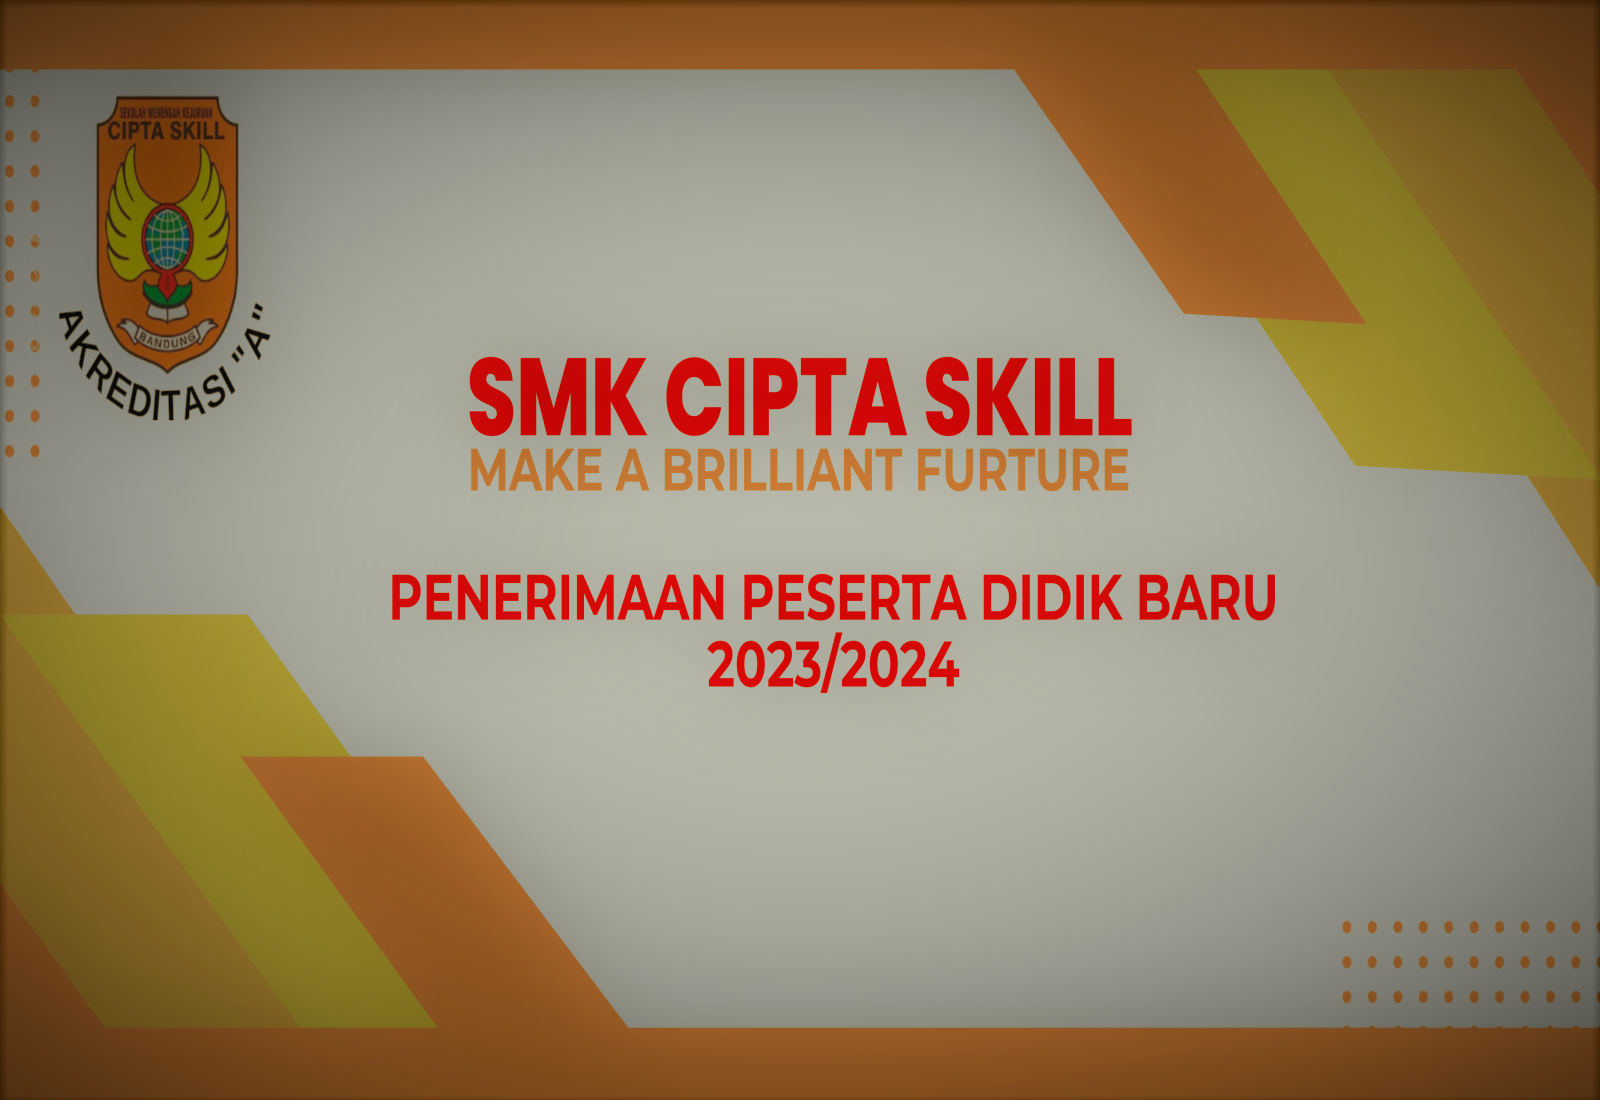 SEKOLAH MENENGAH KEJURUAN
CIPTA SKILL
BANDUNG
AKREDITASI "A"
SMK CIPTA SKILL
MAKE A BRILLIANT FURTURE
PENERIMAAN PESERTA DIDIK BARU
2023/2024